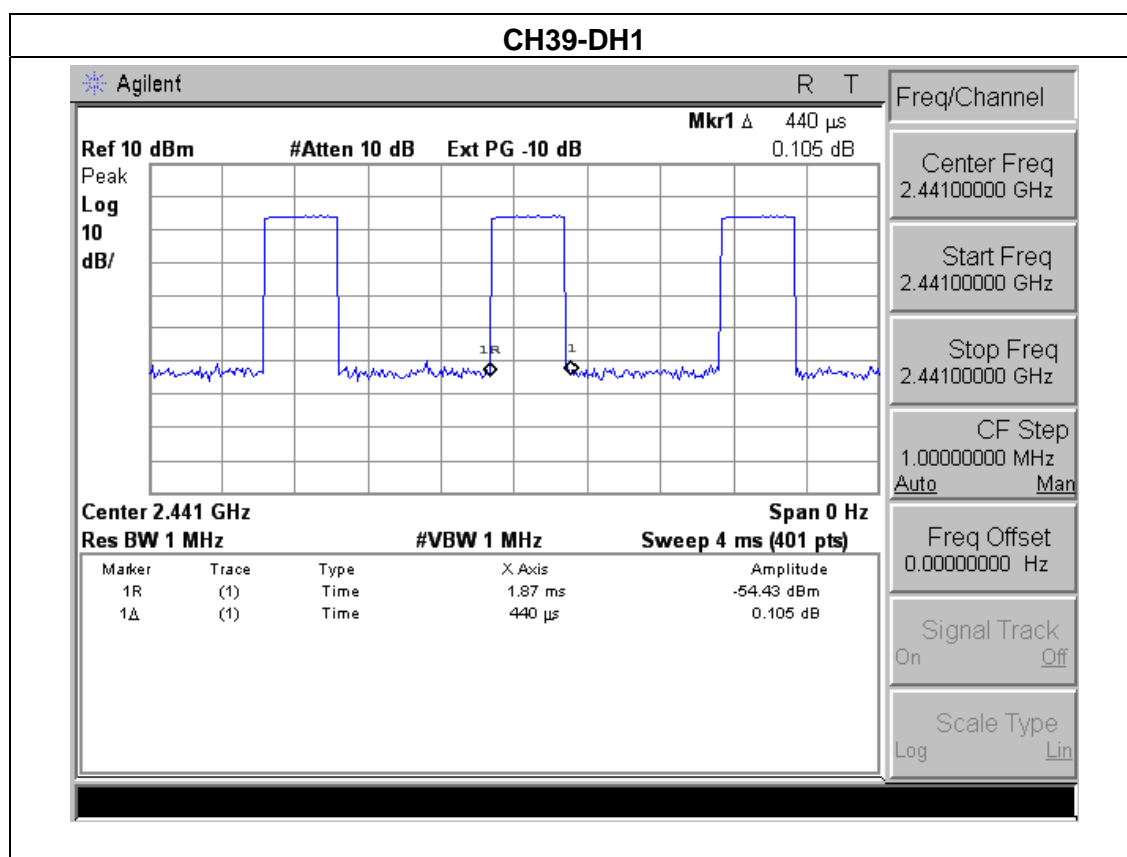 CH39-DH1
Agilent R T
Mkr1 Δ 440 µs
Ref 10 dBm #Atten 10 dB Ext PG -10 dB 0.105 dB
Peak
Log
10
dB/
1R
1
Center 2.441 GHz Span 0 Hz
Res BW 1 MHz #VBW 1 MHz Sweep 4 ms (401 pts)
Marker Trace Type X Axis Amplitude
1R (1) Time 1.87 ms -54.43 dBm
1Δ (1) Time 440 µs 0.105 dB
Freq/Channel
Center Freq
2.44100000 GHz
Start Freq
2.44100000 GHz
Stop Freq
2.44100000 GHz
CF Step
1.00000000 MHz
Auto Man
Freq Offset
0.00000000 Hz
Signal Track
On Off
Scale Type
Log Lin